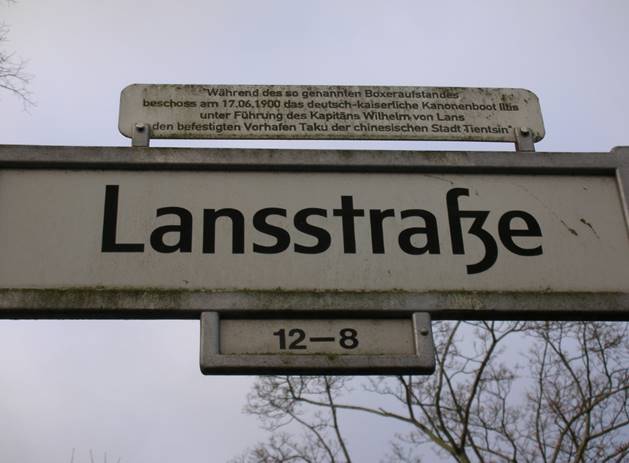 "Während des so genannten Boxeraufstandes
beschoss am 17.06.1900 das deutsch-kaiserliche Kanonenboot Iltis
unter Führung des Kapitäns Wilhelm von Lans
den befestigten Vorhafen Taku der chinesischen Stadt Tientsin"
Lansstraße
12–8